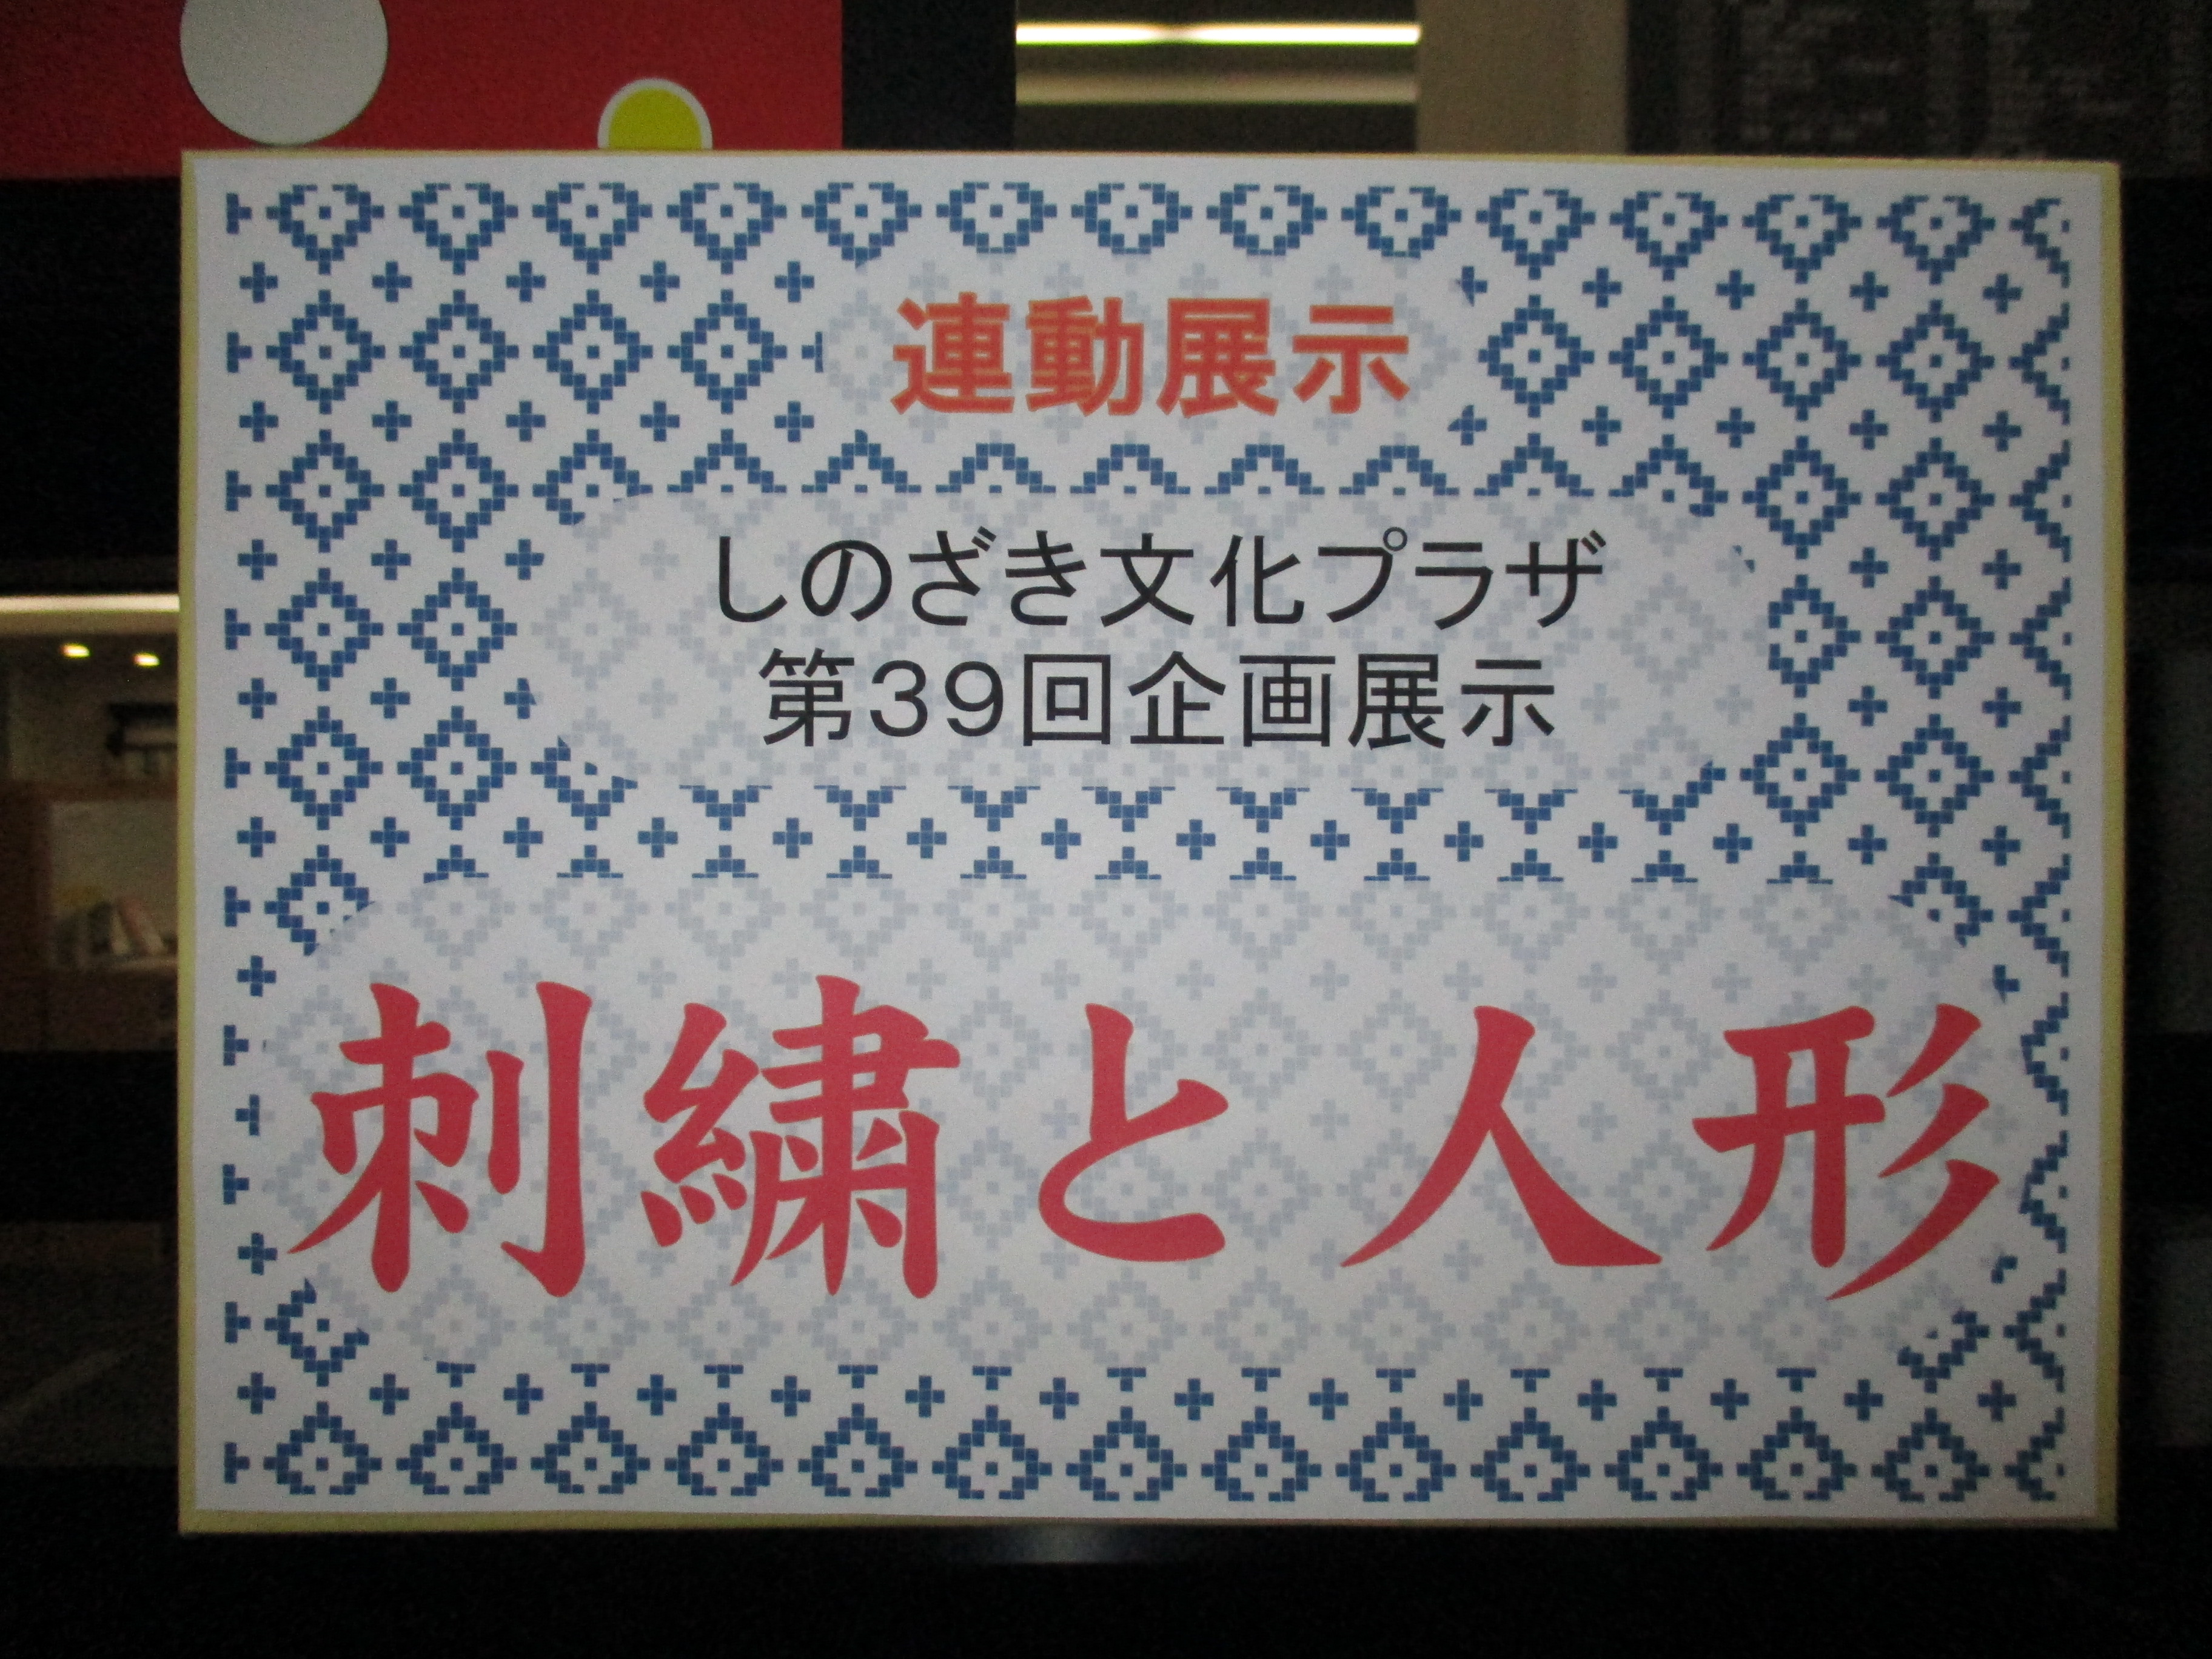 連動展示
しのざき文化プラザ
第39回企画展示
刺繍と人形